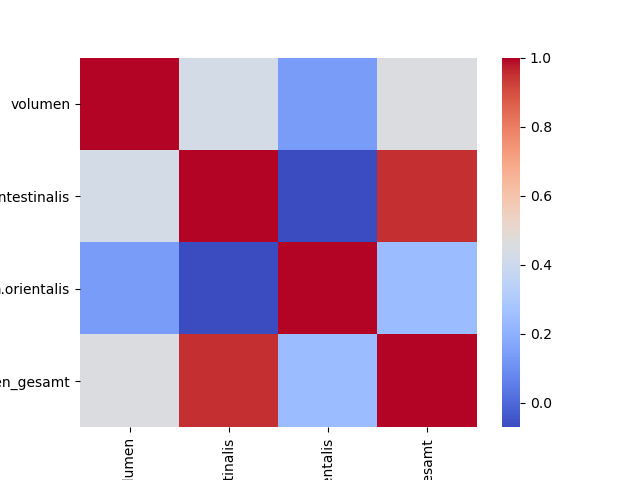 volumen
ntestinalis
.orientalis
en_gesamt
lumen
tinalis
entalis
esamt
1.0
0.8
0.6
0.4
0.2
0.0